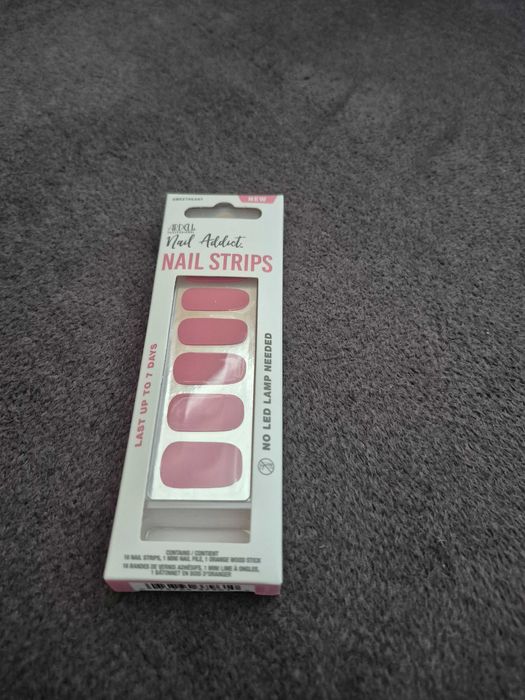 SWEETHEART
NEW
ARDELL
Nail Addict.
NAIL STRIPS
LAST UP TO 7 DAYS
NO LED LAMP NEEDED
CONTAINS / CONTIENT
16 NAIL STRIPS, 1 MINI NAIL FILE, 1 ORANGE WOOD STICK
16 BANDES DE VERNIS ADHÉSIFS, 1 MINI LIME À ONGLES,
1 BÂTONNET EN BOIS D'ORANGER